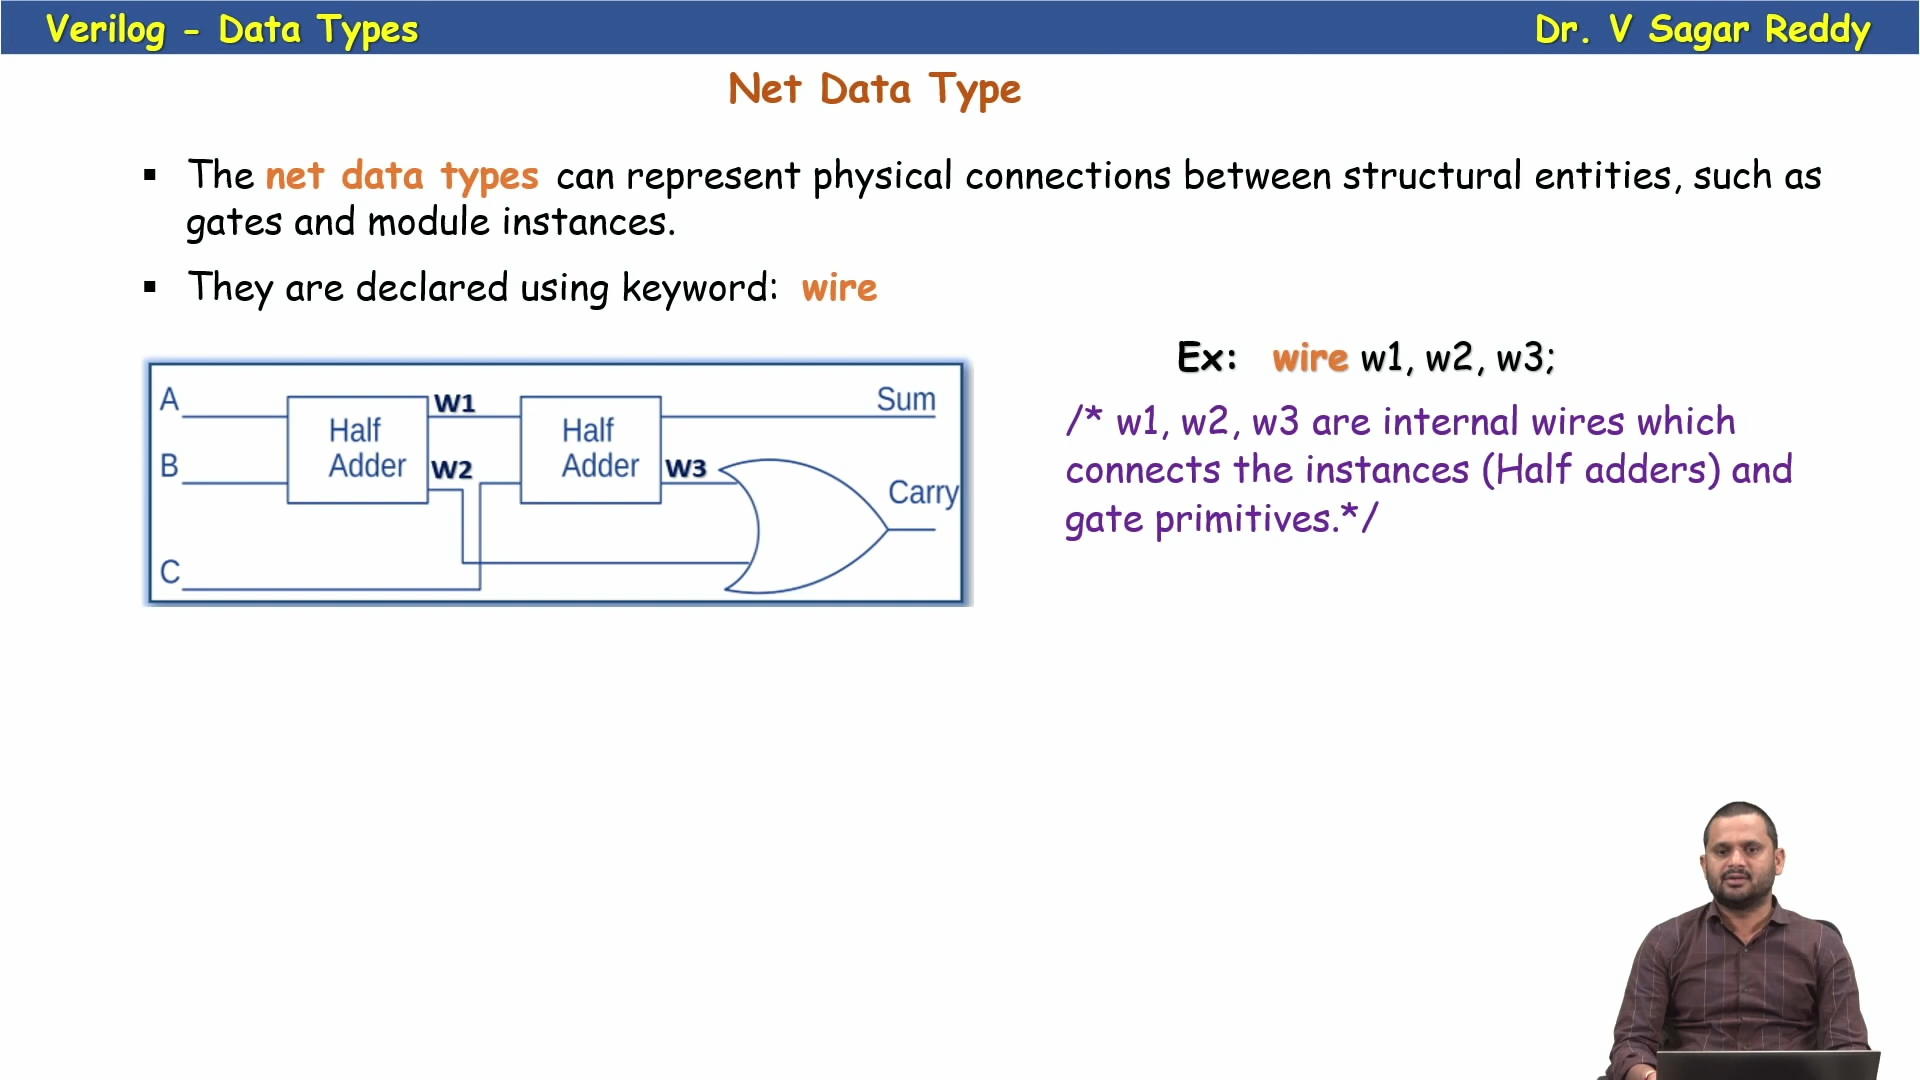 Verilog - Data Types
Dr. V Sagar Reddy
Net Data Type
▪ The net data types can represent physical connections between structural entities, such as
gates and module instances.
▪ They are declared using keyword: wire
Ex: wire w1, w2, w3;
/* w1, w2, w3 are internal wires which
connects the instances (Half adders) and
gate primitives.*/
A
B
C
Half
Adder
W1
W2
Half
Adder
W3
Sum
Carry